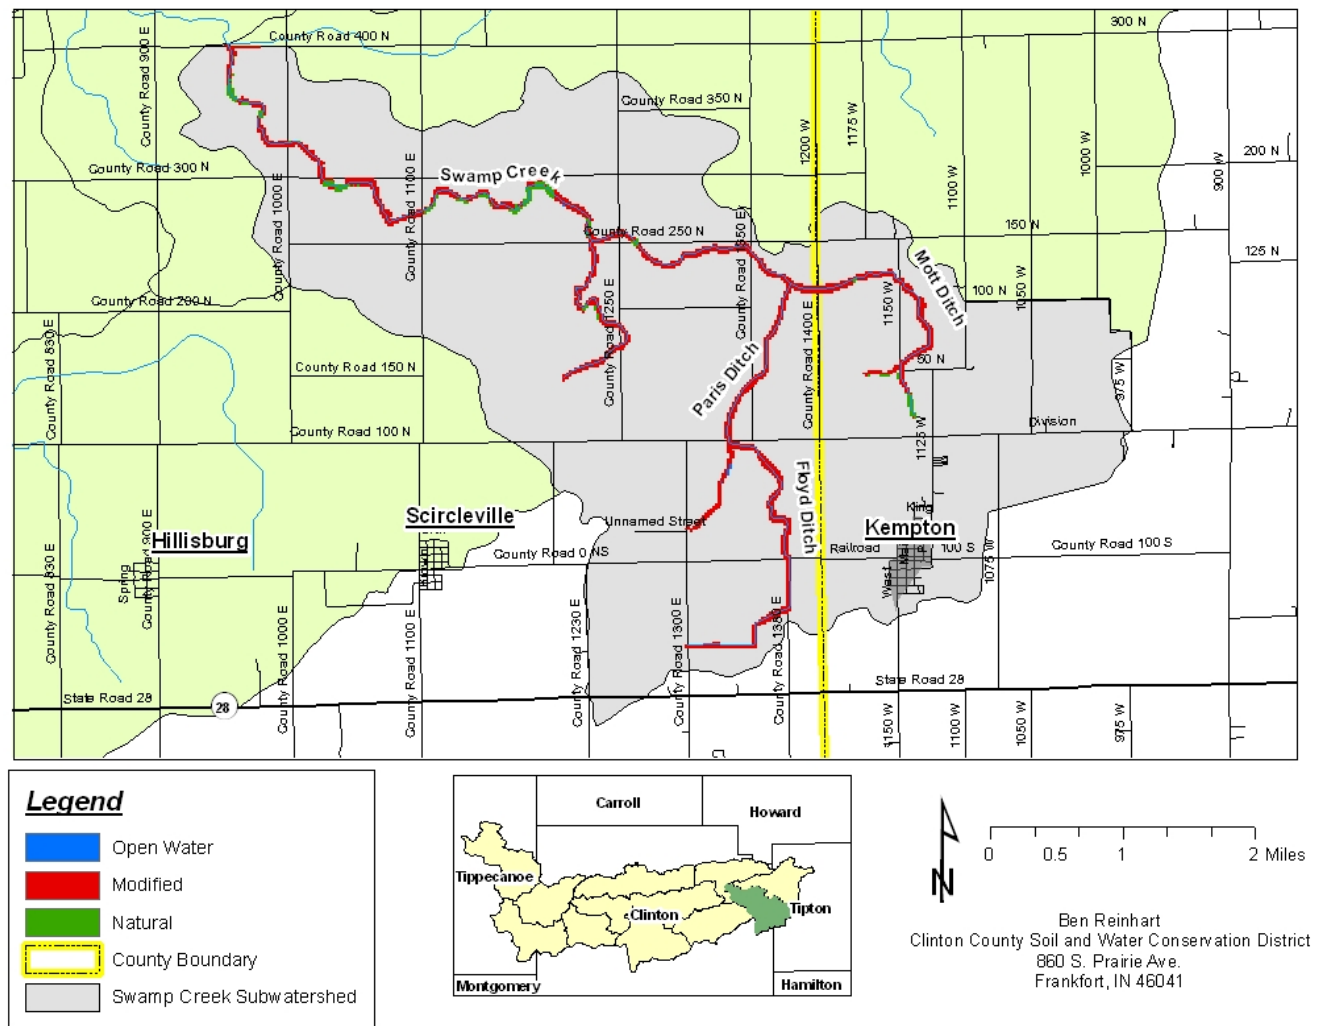 County Road 400 N
300 N
County Road 900 E
County Road 350 N
1200 W
1175 W
1000 W
200 N
900 W
County Road 300 N
County Road 1100 E
Swamp Creek
County Road 1000 E
1100 W
County Road 250 N
150 N
125 N
Mott Ditch
County Road 200 N
County Road 1250 E
County Road 1400 E
1150 W
100 N
1050 W
County Road 830 E
County Road 150 N
Paris Ditch
50 N
975 W
County Road 100 N
Division
1125 W
Floyd Ditch
Scircleville
Unnamed Street
King
Kempton
Hillisburg
County Road 900 E
County Road 0 NS
Railroad
Main
100 S
County Road 100 S
County Road 830 E
Spring
West
1075 W
County Road 1000 E
County Road 1100 E
County Road 1230 E
County Road 1300 E
County Road 1380 E
State Road 28
28
State Road 28
1150 W
1100 W
1050 W
975 W
Legend
Open Water
Modified
Natural
County Boundary
Swamp Creek Subwatershed
Carroll
Howard
Tippecanoe
Clinton
Tipton
Montgomery
Hamilton
N
0 0.5 1 2 Miles
Ben Reinhart
Clinton County Soil and Water Conservation District
860 S. Prairie Ave.
Frankfort, IN 46041